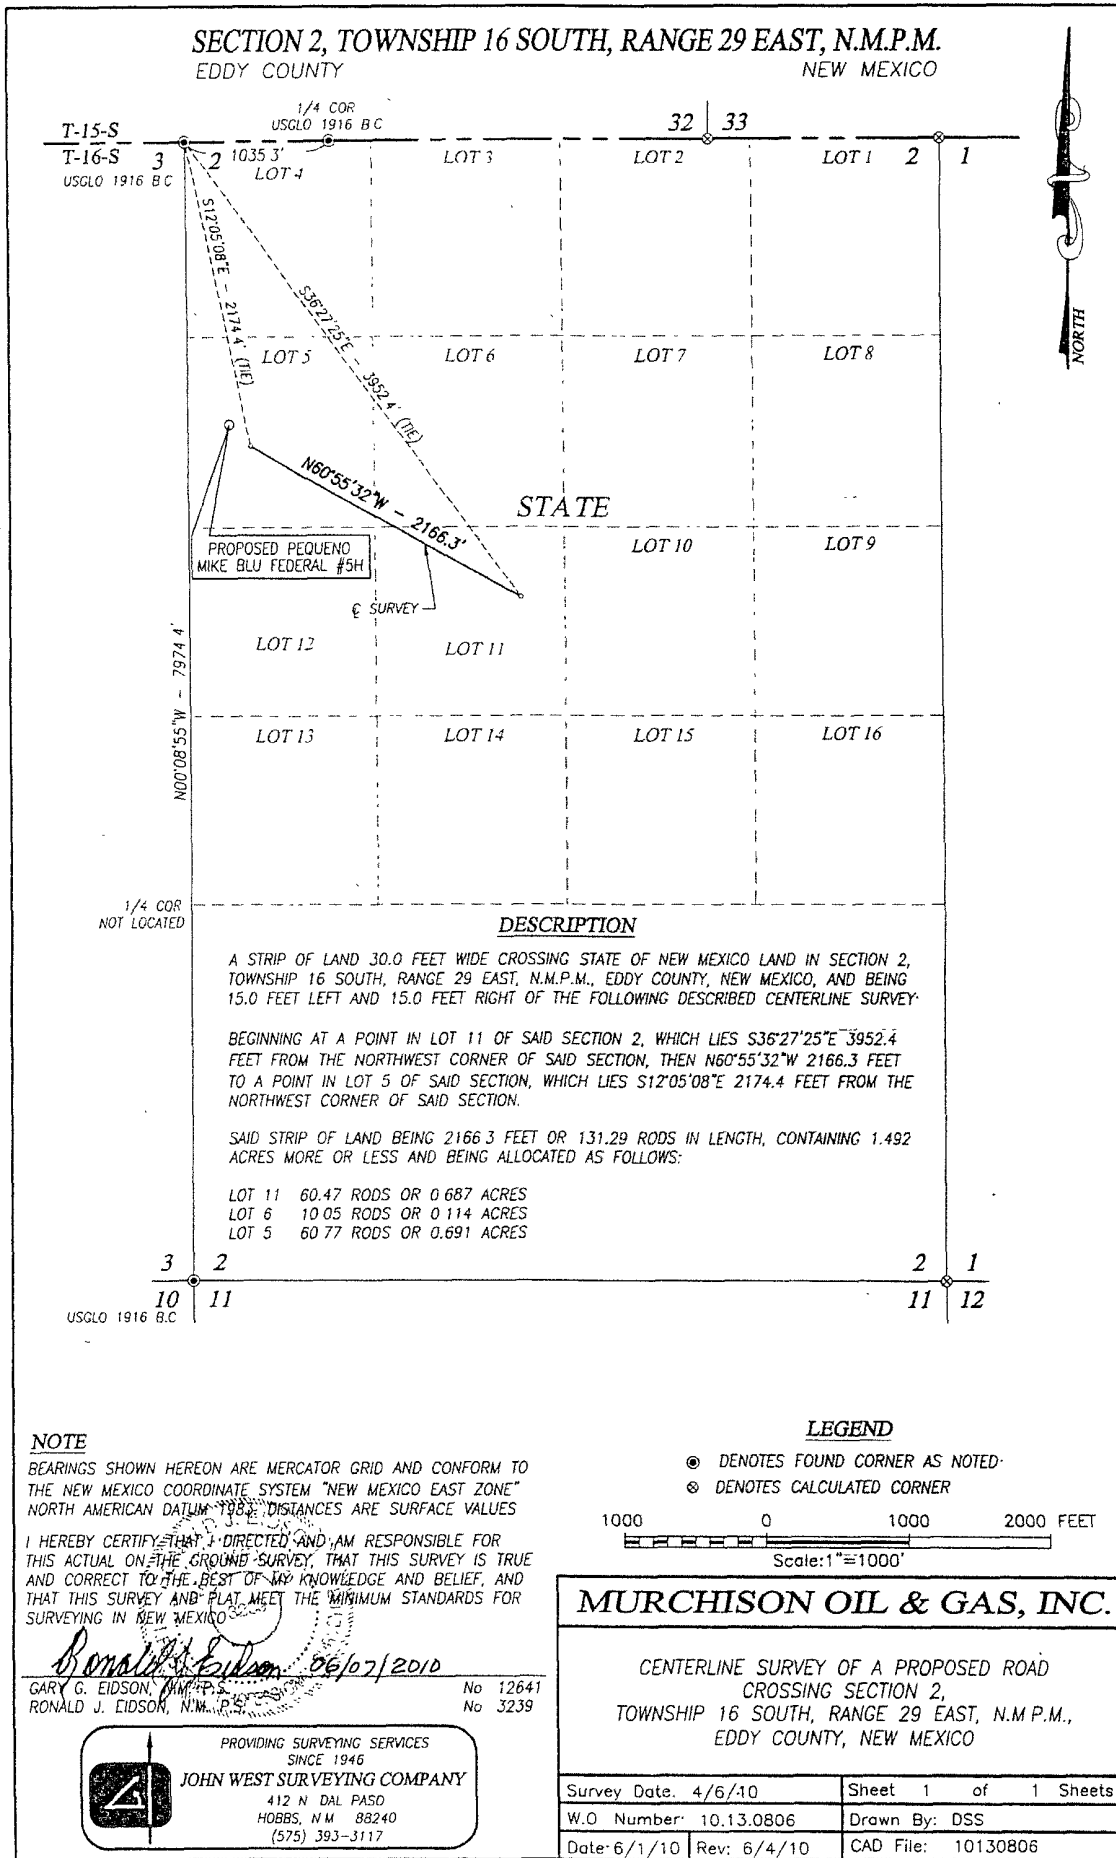 SECTION 2, TOWNSHIP 16 SOUTH, RANGE 29 EAST, N.M.P.M.
EDDY COUNTY NEW MEXICO
1/4 COR
USGLO 1916 B C
T-15-S
T-16-S
3 2
1035 3'
USGLO 1916 B C
32 33
2 1
LOT 4 LOT 3 LOT 2 LOT 1
NORTH
S12°05'08"E - 2174.4' (TIE)
S36°27'25"E - 3952.4' (TIE)
LOT 5 LOT 6 LOT 7 LOT 8
N60°55'32"W - 2166.3'
STATE
PROPOSED PEQUENO
MIKE BLU FEDERAL #5H
LOT 10 LOT 9
℄ SURVEY
LOT 12 LOT 11
N00°08'55"W - 7974 4'
LOT 13 LOT 14 LOT 15 LOT 16
1/4 COR
NOT LOCATED
DESCRIPTION
A STRIP OF LAND 30.0 FEET WIDE CROSSING STATE OF NEW MEXICO LAND IN SECTION 2,
TOWNSHIP 16 SOUTH, RANGE 29 EAST, N.M.P.M., EDDY COUNTY, NEW MEXICO, AND BEING
15.0 FEET LEFT AND 15.0 FEET RIGHT OF THE FOLLOWING DESCRIBED CENTERLINE SURVEY.
BEGINNING AT A POINT IN LOT 11 OF SAID SECTION 2, WHICH LIES S36°27'25"E 3952.4
FEET FROM THE NORTHWEST CORNER OF SAID SECTION, THEN N60°55'32"W 2166.3 FEET
TO A POINT IN LOT 5 OF SAID SECTION, WHICH LIES S12°05'08"E 2174.4 FEET FROM THE
NORTHWEST CORNER OF SAID SECTION.
SAID STRIP OF LAND BEING 2166 3 FEET OR 131.29 RODS IN LENGTH, CONTAINING 1.492
ACRES MORE OR LESS AND BEING ALLOCATED AS FOLLOWS:
LOT 11 60.47 RODS OR 0 687 ACRES
LOT 6 10 05 RODS OR 0 114 ACRES
LOT 5 60 77 RODS OR 0.691 ACRES
3 2
10 11
USGLO 1916 B.C
2 1
11 12
NOTE
BEARINGS SHOWN HEREON ARE MERCATOR GRID AND CONFORM TO
THE NEW MEXICO COORDINATE SYSTEM "NEW MEXICO EAST ZONE"
NORTH AMERICAN DATUM 1983. DISTANCES ARE SURFACE VALUES
I HEREBY CERTIFY THAT I DIRECTED AND AM RESPONSIBLE FOR
THIS ACTUAL ON THE GROUND SURVEY, THAT THIS SURVEY IS TRUE
AND CORRECT TO THE BEST OF MY KNOWLEDGE AND BELIEF, AND
THAT THIS SURVEY AND PLAT MEET THE MINIMUM STANDARDS FOR
SURVEYING IN NEW MEXICO
Ronald J. Eidson 06/07/2010
GARY G. EIDSON, N.M. P.S. No 12641
RONALD J. EIDSON, N.M. P.S. No 3239
PROVIDING SURVEYING SERVICES
SINCE 1946
JOHN WEST SURVEYING COMPANY
412 N DAL PASO
HOBBS, N M 88240
(575) 393-3117
LEGEND
DENOTES FOUND CORNER AS NOTED
DENOTES CALCULATED CORNER
1000 0 1000 2000 FEET
Scale:1"=1000'
MURCHISON OIL & GAS, INC.
CENTERLINE SURVEY OF A PROPOSED ROAD
CROSSING SECTION 2,
TOWNSHIP 16 SOUTH, RANGE 29 EAST, N.M P.M.,
EDDY COUNTY, NEW MEXICO
Survey Date. 4/6/10 Sheet 1 of 1 Sheets
W.O Number 10.13.0806 Drawn By: DSS
Date 6/1/10 Rev: 6/4/10 CAD File: 10130806